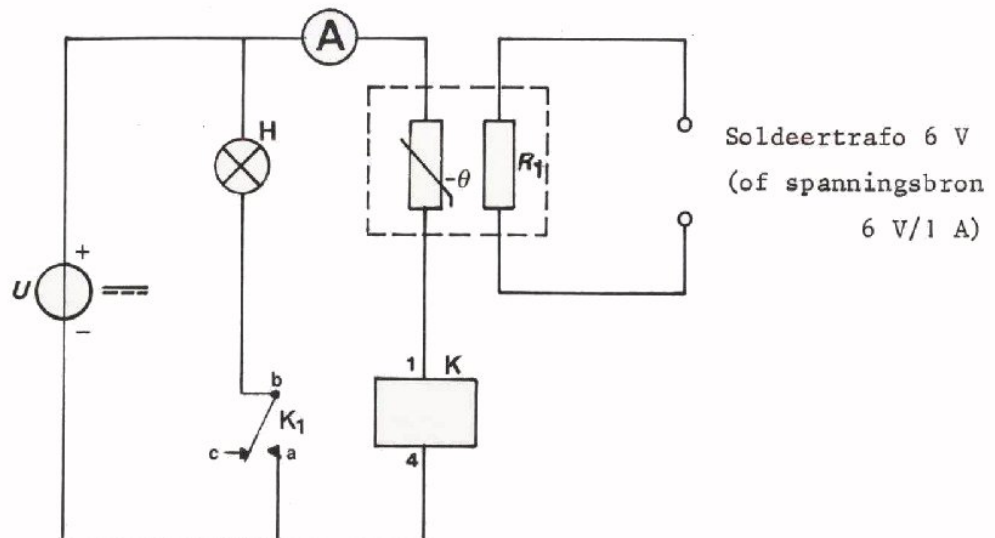 A
H
-θ
R1
Soldeertrafo 6 V
(of spanningsbron
6 V/1 A)
+
U
−
1 K
b
K1
c a
4